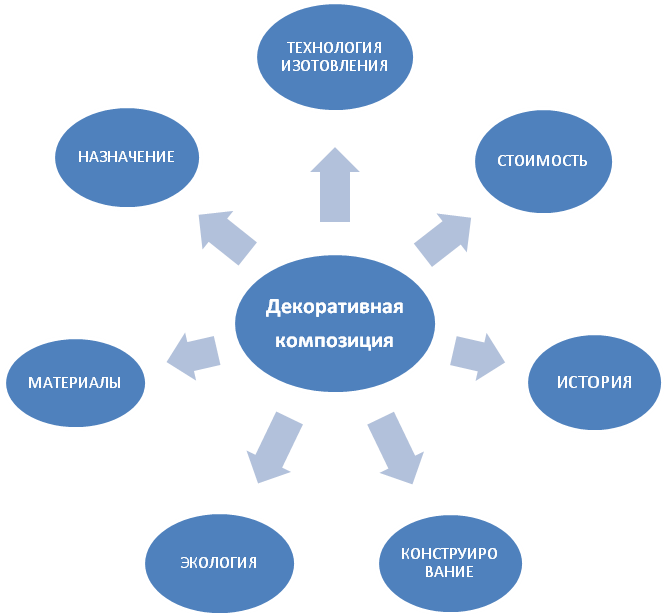 ТЕХНОЛОГИЯ
ИЗОТОВЛЕНИЯ
НАЗНАЧЕНИЕ
СТОИМОСТЬ
Декоративная
композиция
МАТЕРИАЛЫ
ИСТОРИЯ
ЭКОЛОГИЯ
КОНСТРУИРО
ВАНИЕ